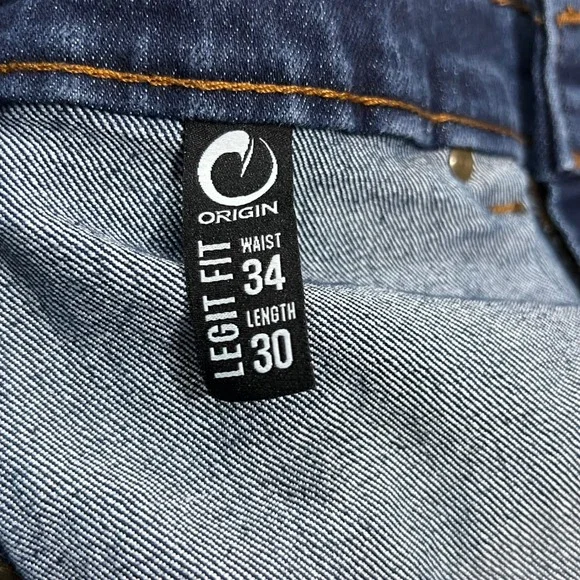 ORIGIN
LEGIT FIT
WAIST
34
LENGTH
30